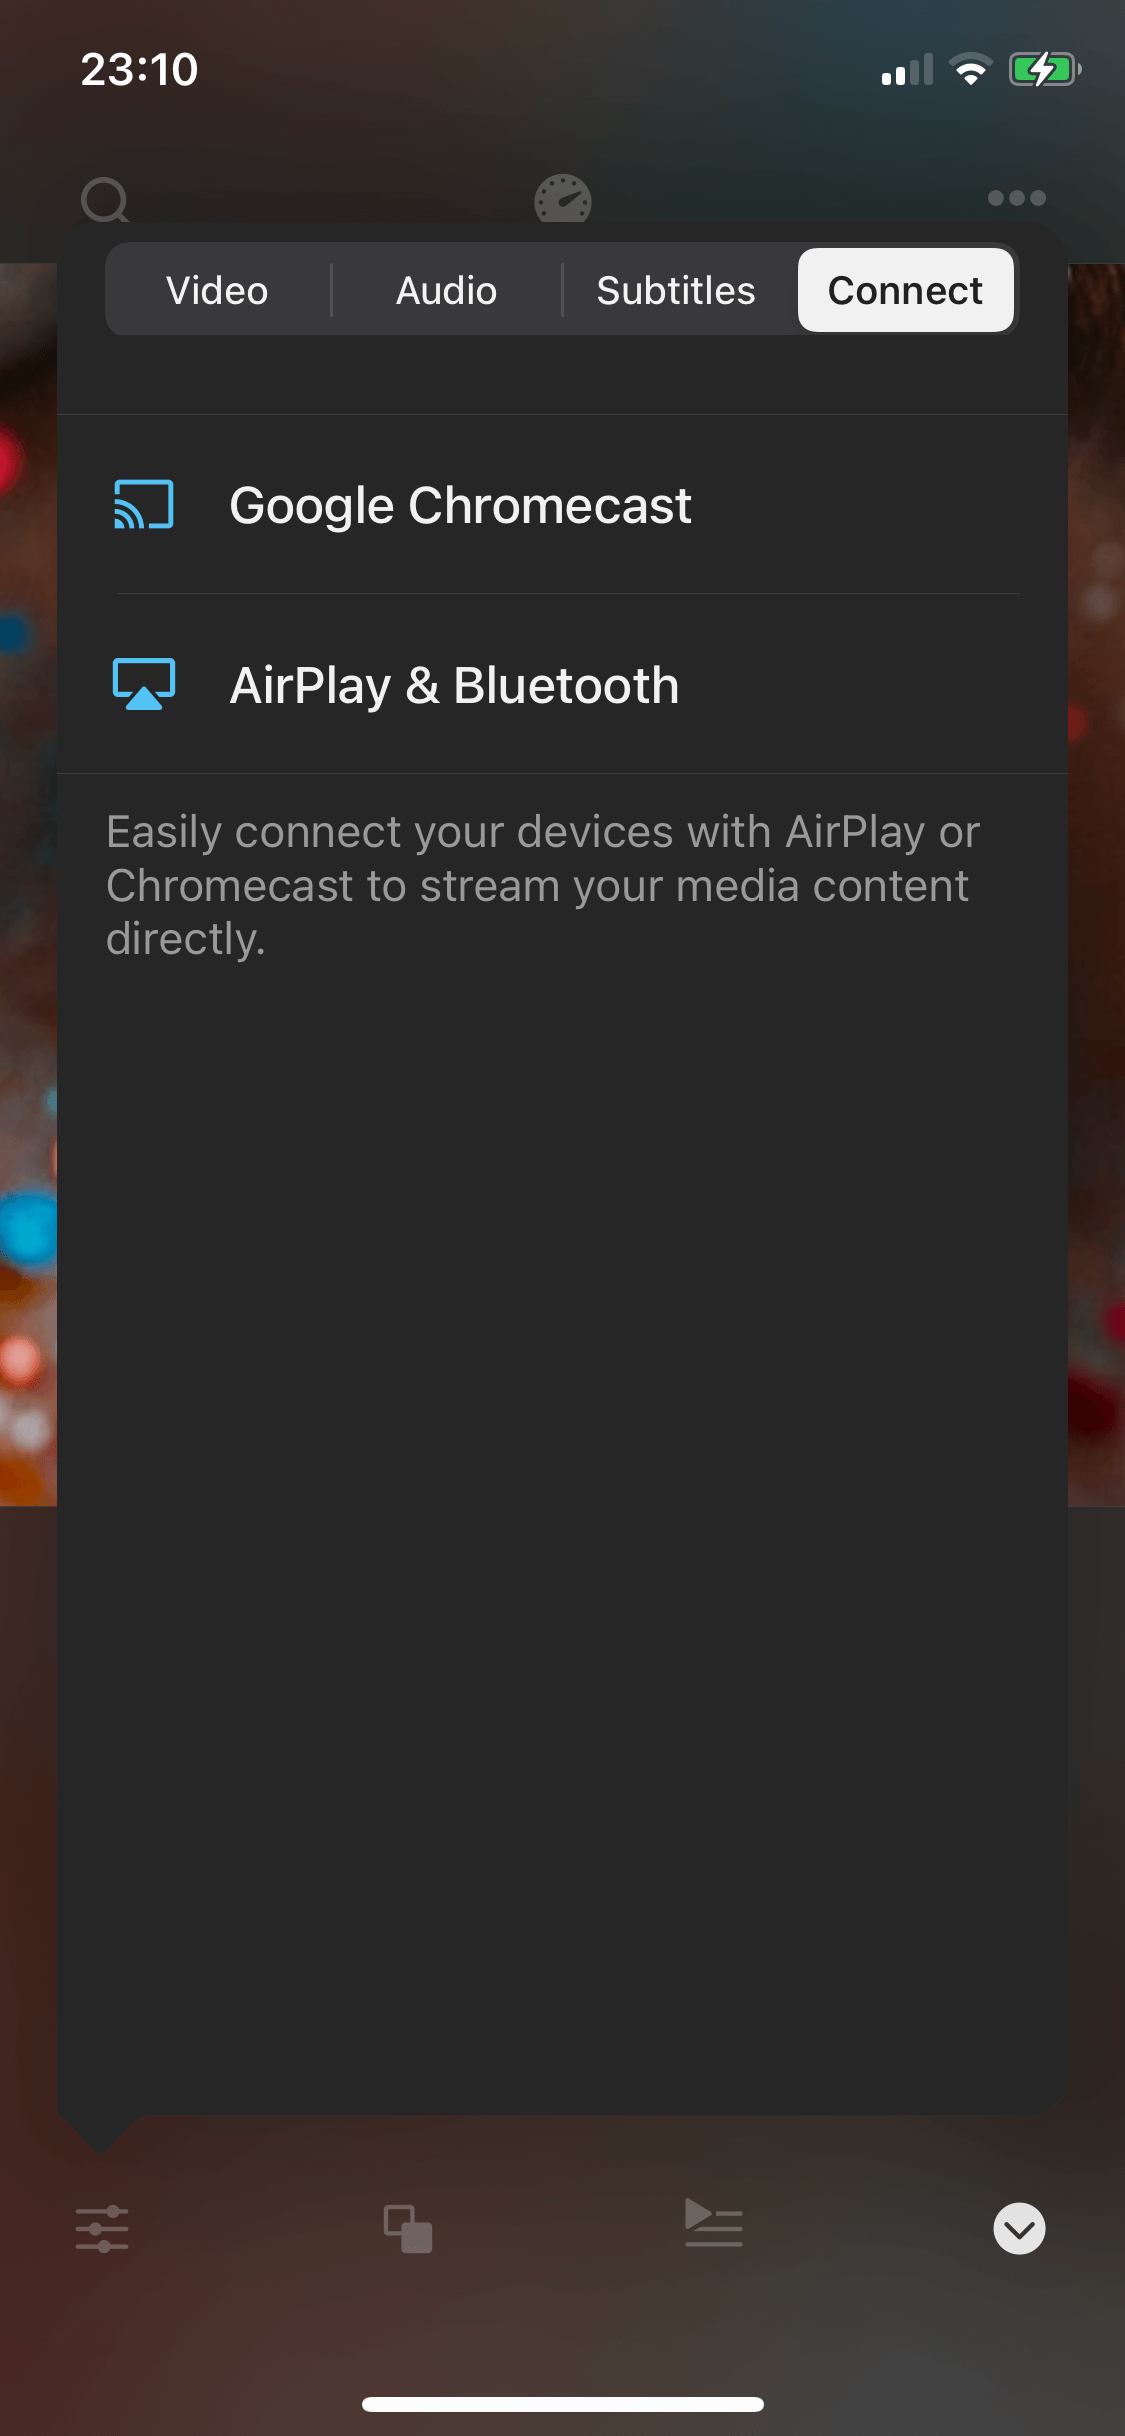 23:10
Video Audio Subtitles Connect
Google Chromecast
AirPlay & Bluetooth
Easily connect your devices with AirPlay or
Chromecast to stream your media content
directly.